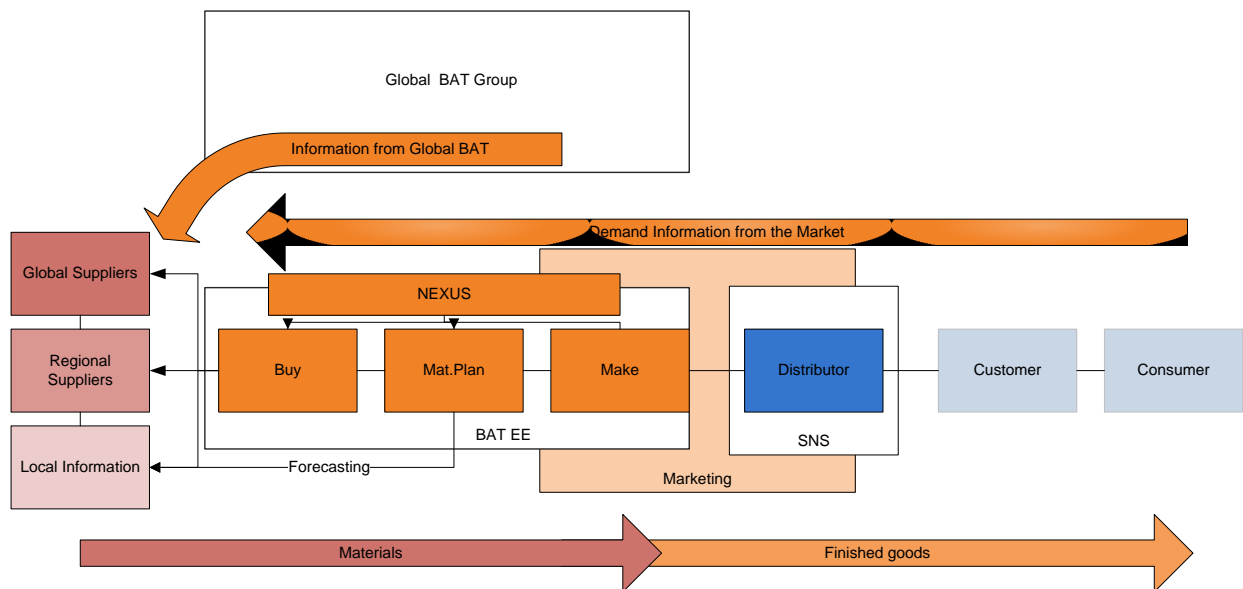 Global BAT Group
Information from Global BAT
Demand Information from the Market
Global Suppliers
NEXUS
Regional
Suppliers
Buy
Mat.Plan
Make
Distributor
Customer
Consumer
BAT EE
SNS
Local Information
Forecasting
Marketing
Materials
Finished goods